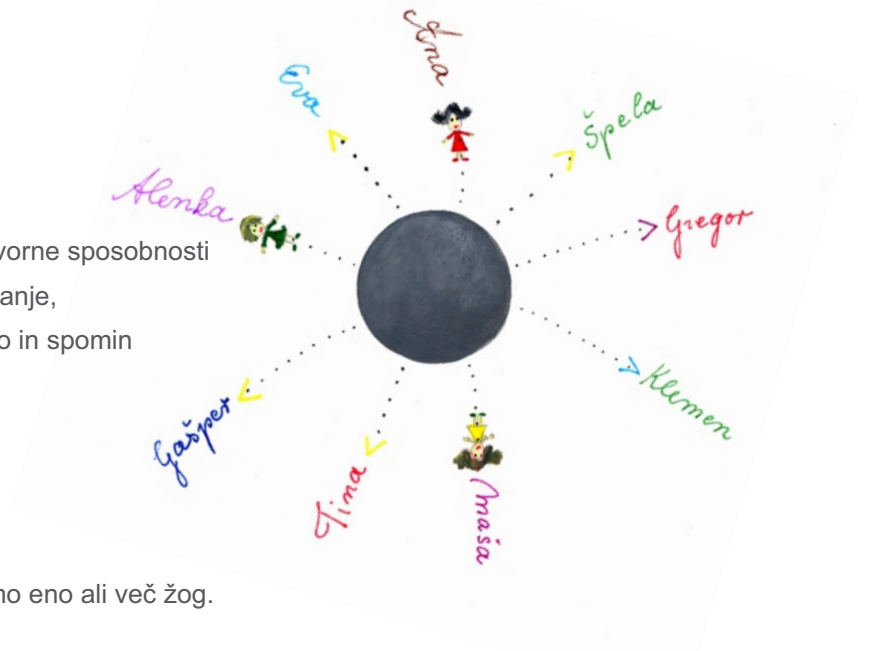 Ana
Eva
Špela
Alenka
Gregor
vorne sposobnosti
anje,
o in spomin
Klemen
Gašper
Tina
Maša
no eno ali več žog.